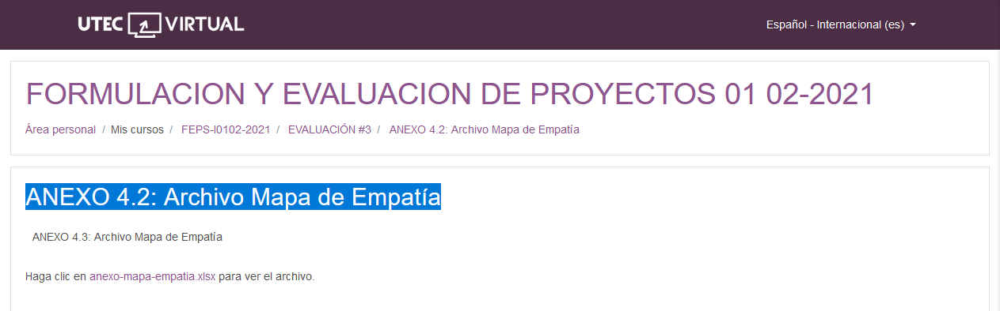 UTEC VIRTUAL
Español - Internacional (es)
FORMULACION Y EVALUACION DE PROYECTOS 01 02-2021
Área personal / Mis cursos / FEPS-I0102-2021 / EVALUACIÓN #3 / ANEXO 4.2: Archivo Mapa de Empatía
ANEXO 4.2: Archivo Mapa de Empatía
ANEXO 4.3: Archivo Mapa de Empatía
Haga clic en anexo-mapa-empatia.xlsx para ver el archivo.